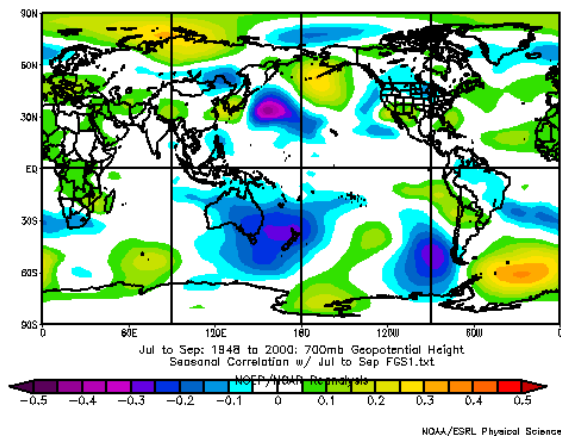 90N
60N
30N
EQ
30S
60S
90S
0 60E 120E 180 120W 60W 0
Jul to Sep: 1948 to 2000: 700mb Geopotential Height
Seasonal Correlation w/ Jul to Sep FGS1.txt
NCEP/NCAR Reanalysis
-0.5 -0.4 -0.3 -0.2 -0.1 0 0.1 0.2 0.3 0.4 0.5
NOAA/ESRL Physical Science